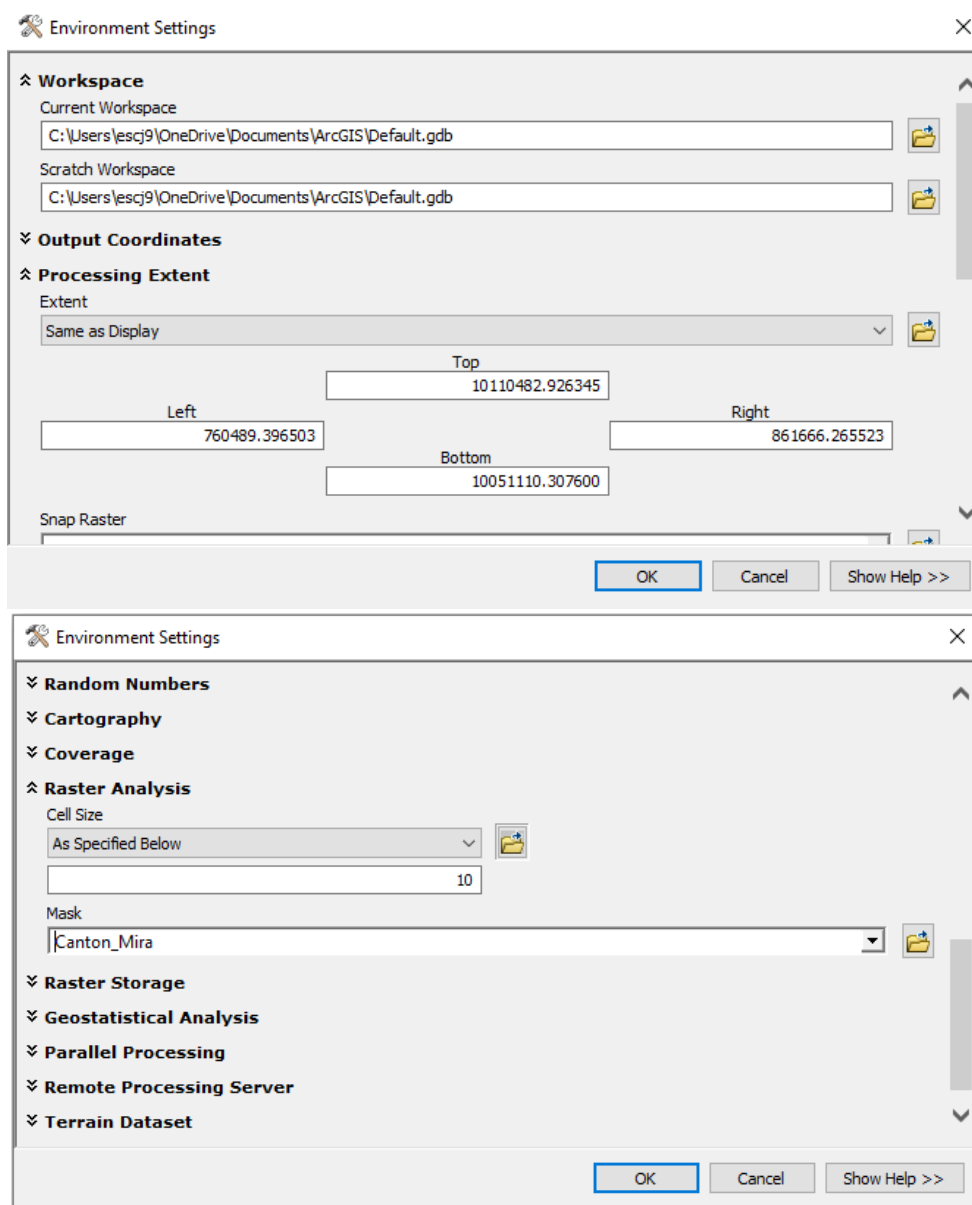 Environment Settings
Workspace
Current Workspace
C:\Users\escj9\OneDrive\Documents\ArcGIS\Default.gdb
Scratch Workspace
C:\Users\escj9\OneDrive\Documents\ArcGIS\Default.gdb
Output Coordinates
Processing Extent
Extent
Same as Display
Top
10110482.926345
Left Right
760489.396503 861666.265523
Bottom
10051110.307600
Snap Raster
OK Cancel Show Help >>
Environment Settings
Random Numbers
Cartography
Coverage
Raster Analysis
Cell Size
As Specified Below
10
Mask
Canton_Mira
Raster Storage
Geostatistical Analysis
Parallel Processing
Remote Processing Server
Terrain Dataset
OK Cancel Show Help >>